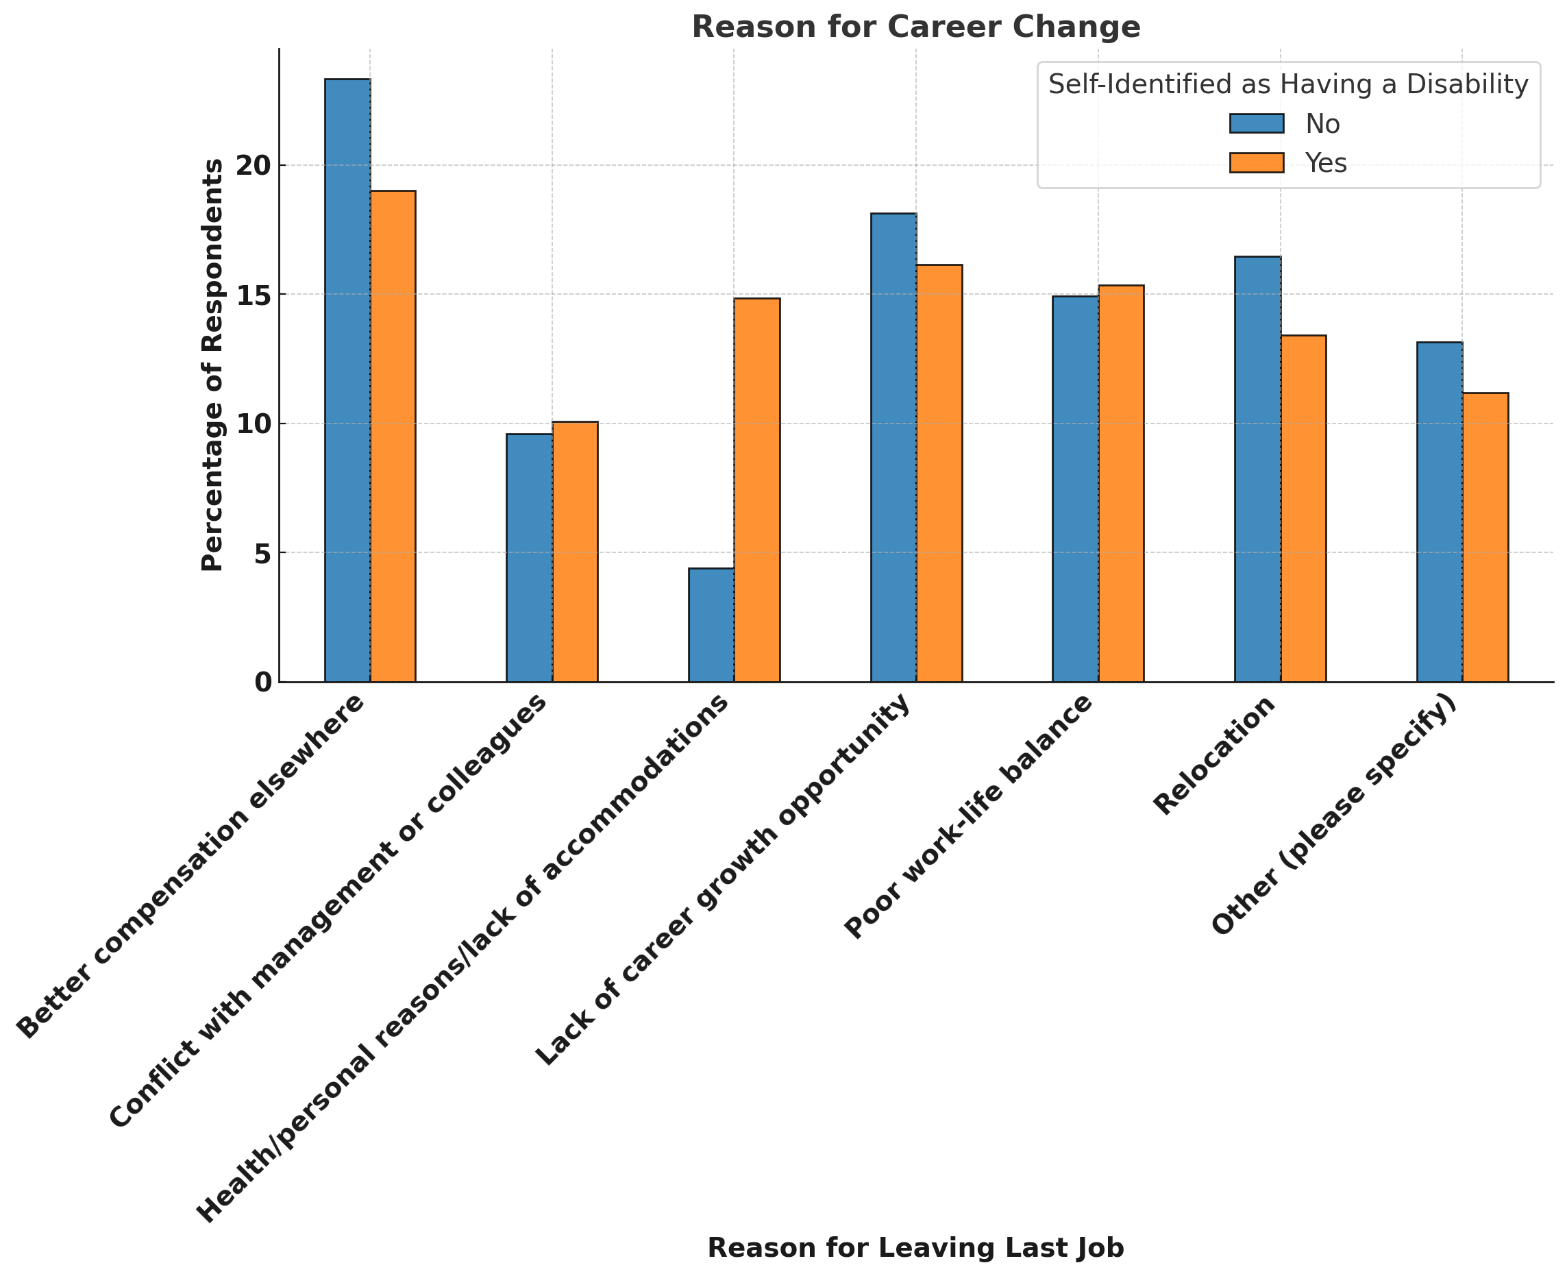 Reason for Career Change
Self-Identified as Having a Disability
No
Yes
Percentage of Respondents
20
15
10
5
0
Better compensation elsewhere
Conflict with management or colleagues
Health/personal reasons/lack of accommodations
Lack of career growth opportunity
Poor work-life balance
Relocation
Other (please specify)
Reason for Leaving Last Job